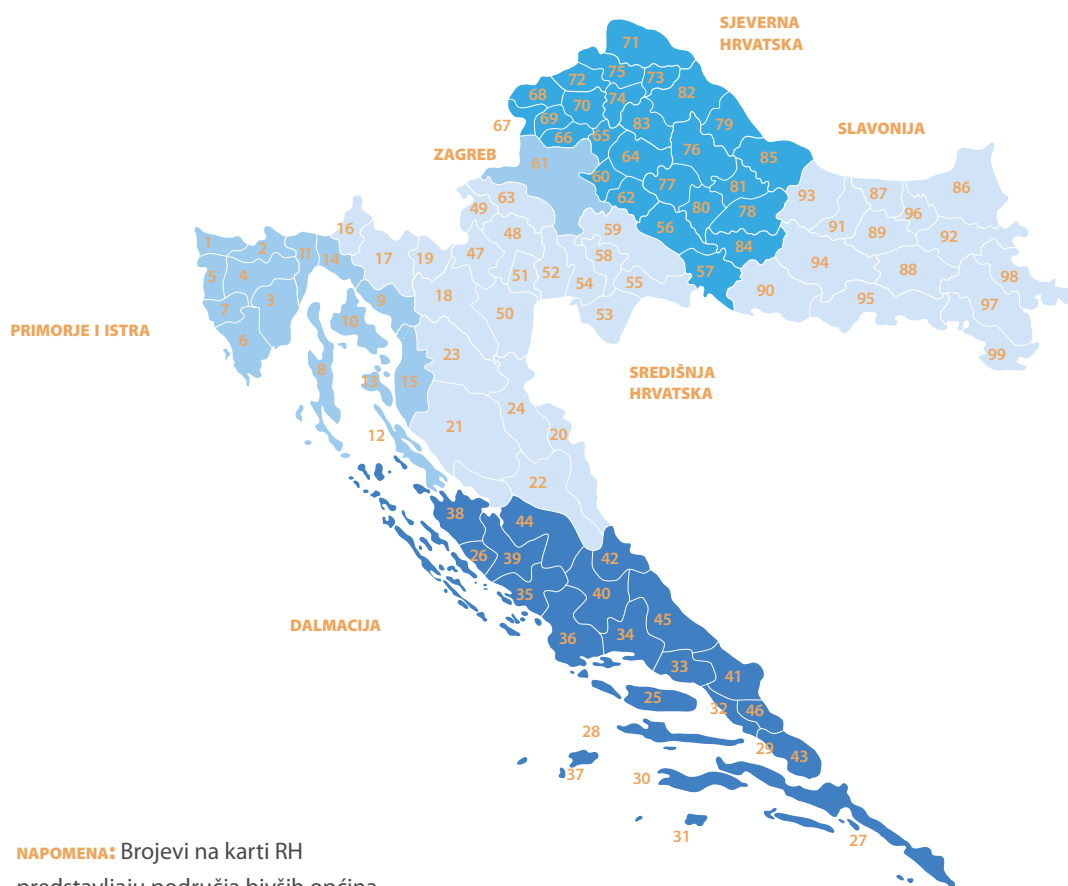 SJEVERNA
HRVATSKA
71
72 75 73
68 70 74 82
67 69 83 79
66 65
SLAVONIJA
ZAGREB
61 64 76 85
60 77 81
86
49 63 62 80 78
93 87
96
16 48 59 56 84
91 89 92
1 2 11 14 17 19 47 58 57
94 88 98
5 4 51 52 54 55
90 95 97
7 3 9 18 50 53
PRIMORJE I ISTRA
6 10
23
99
8 13 15
SREDIŠNJA
HRVATSKA
12 21 24 20
22
38 44
26 39 42
35 40
DALMACIJA
36 34 45
33 41
25 32 46
28 29 43
37 30
31 27
NAPOMENA: Brojevi na karti RH
predstavljaju područja bivših općina